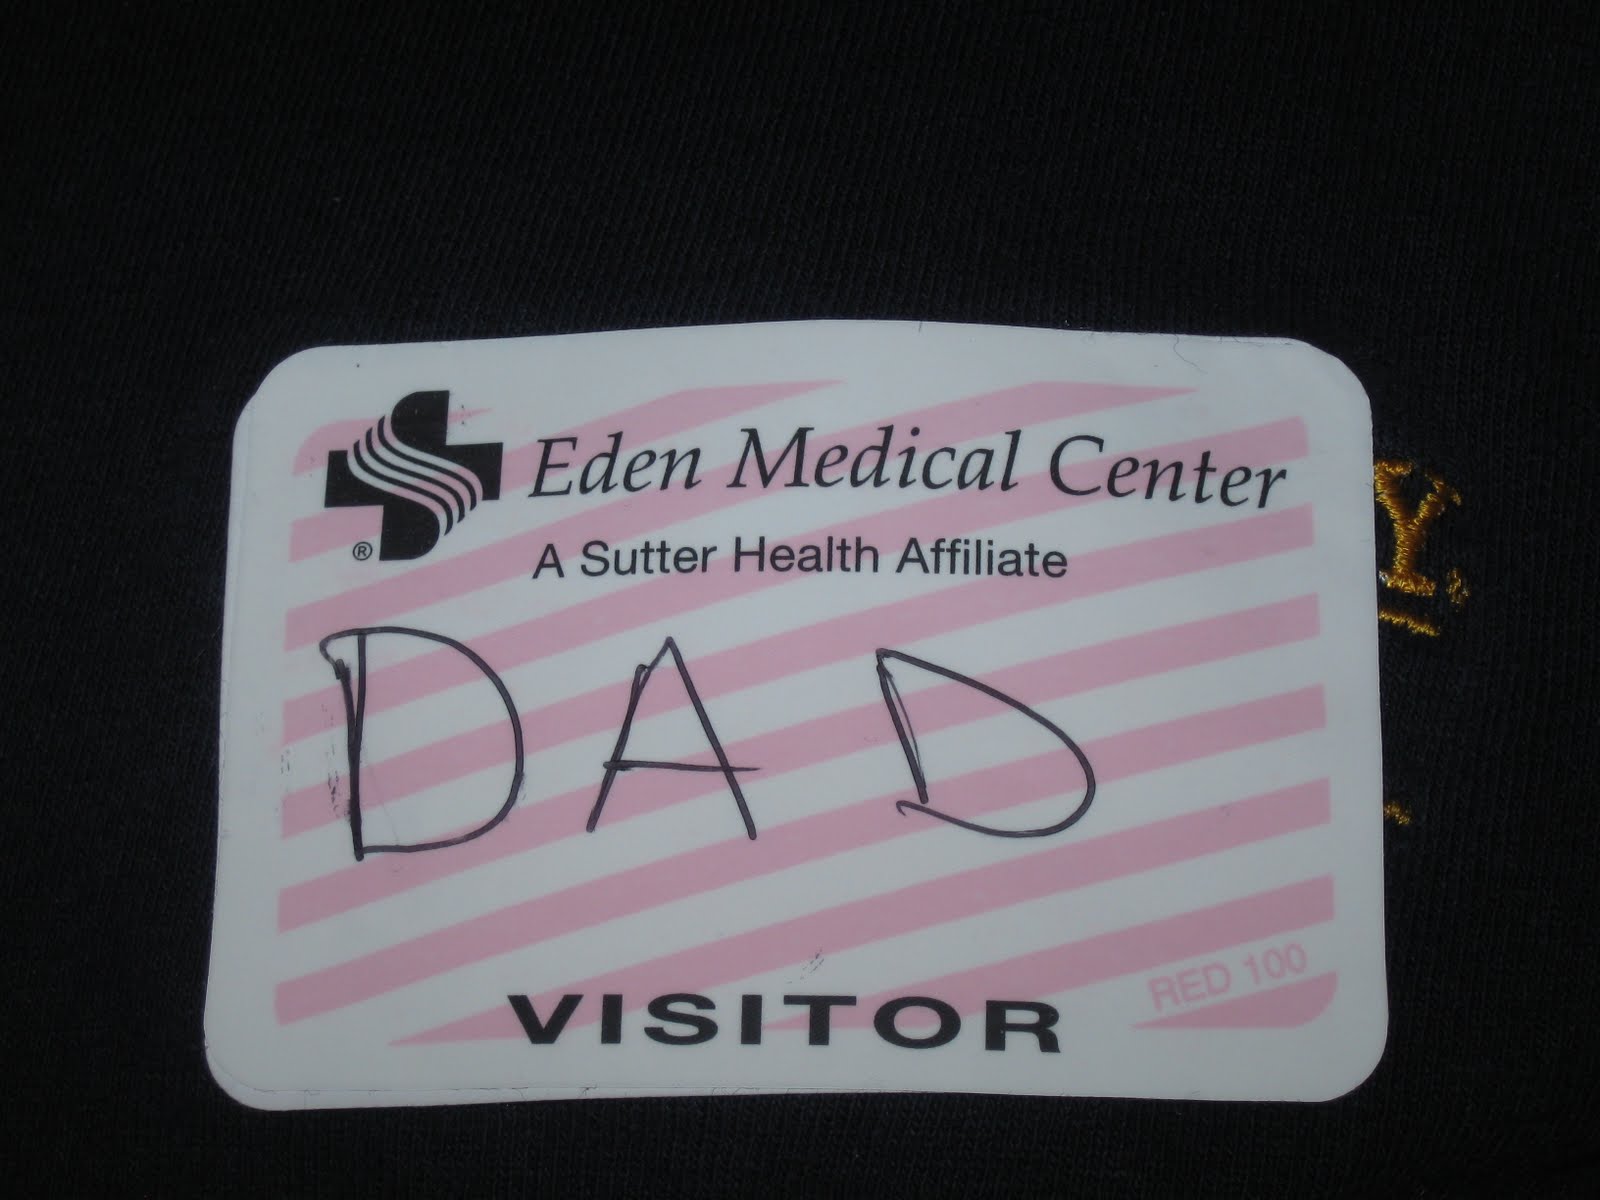 Eden Medical Center
A Sutter Health Affiliate
®
DAD
RED 100
VISITOR
Y